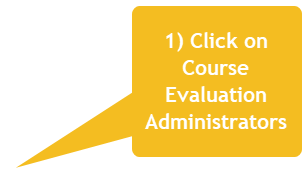 1) Click on
Course
Evaluation
Administrators